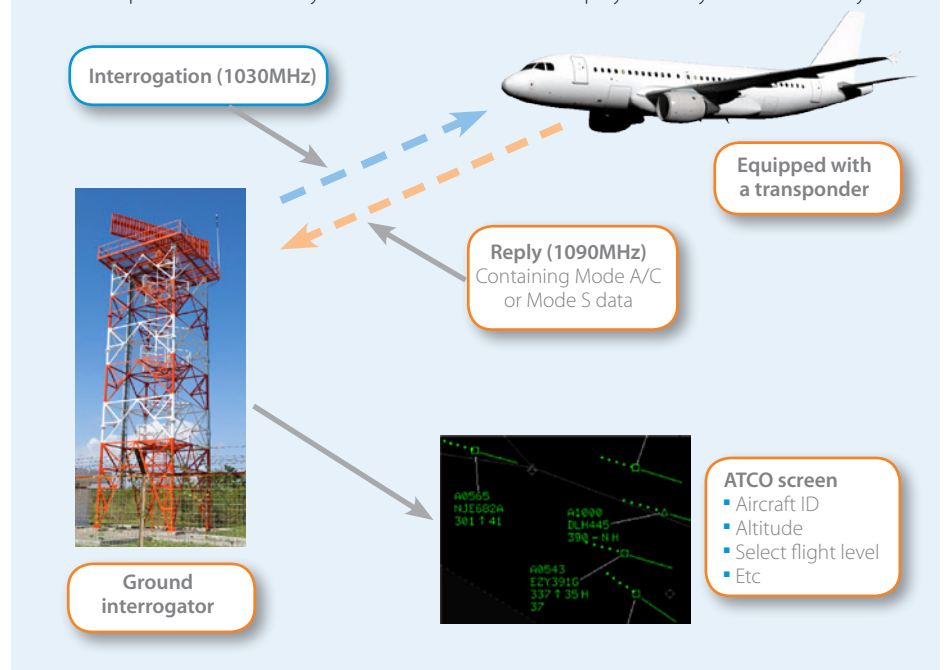 Interrogation (1030MHz)
Equipped with
a transponder
Reply (1090MHz)
Containing Mode A/C
or Mode S data
A0565
NJE682A
301 ↑ 41
A1000
DLH445
390 - N H
A0543
EZY391G
337 ↑ 35 H
37
ATCO screen
▪ Aircraft ID
▪ Altitude
▪ Select flight level
▪ Etc
Ground
interrogator